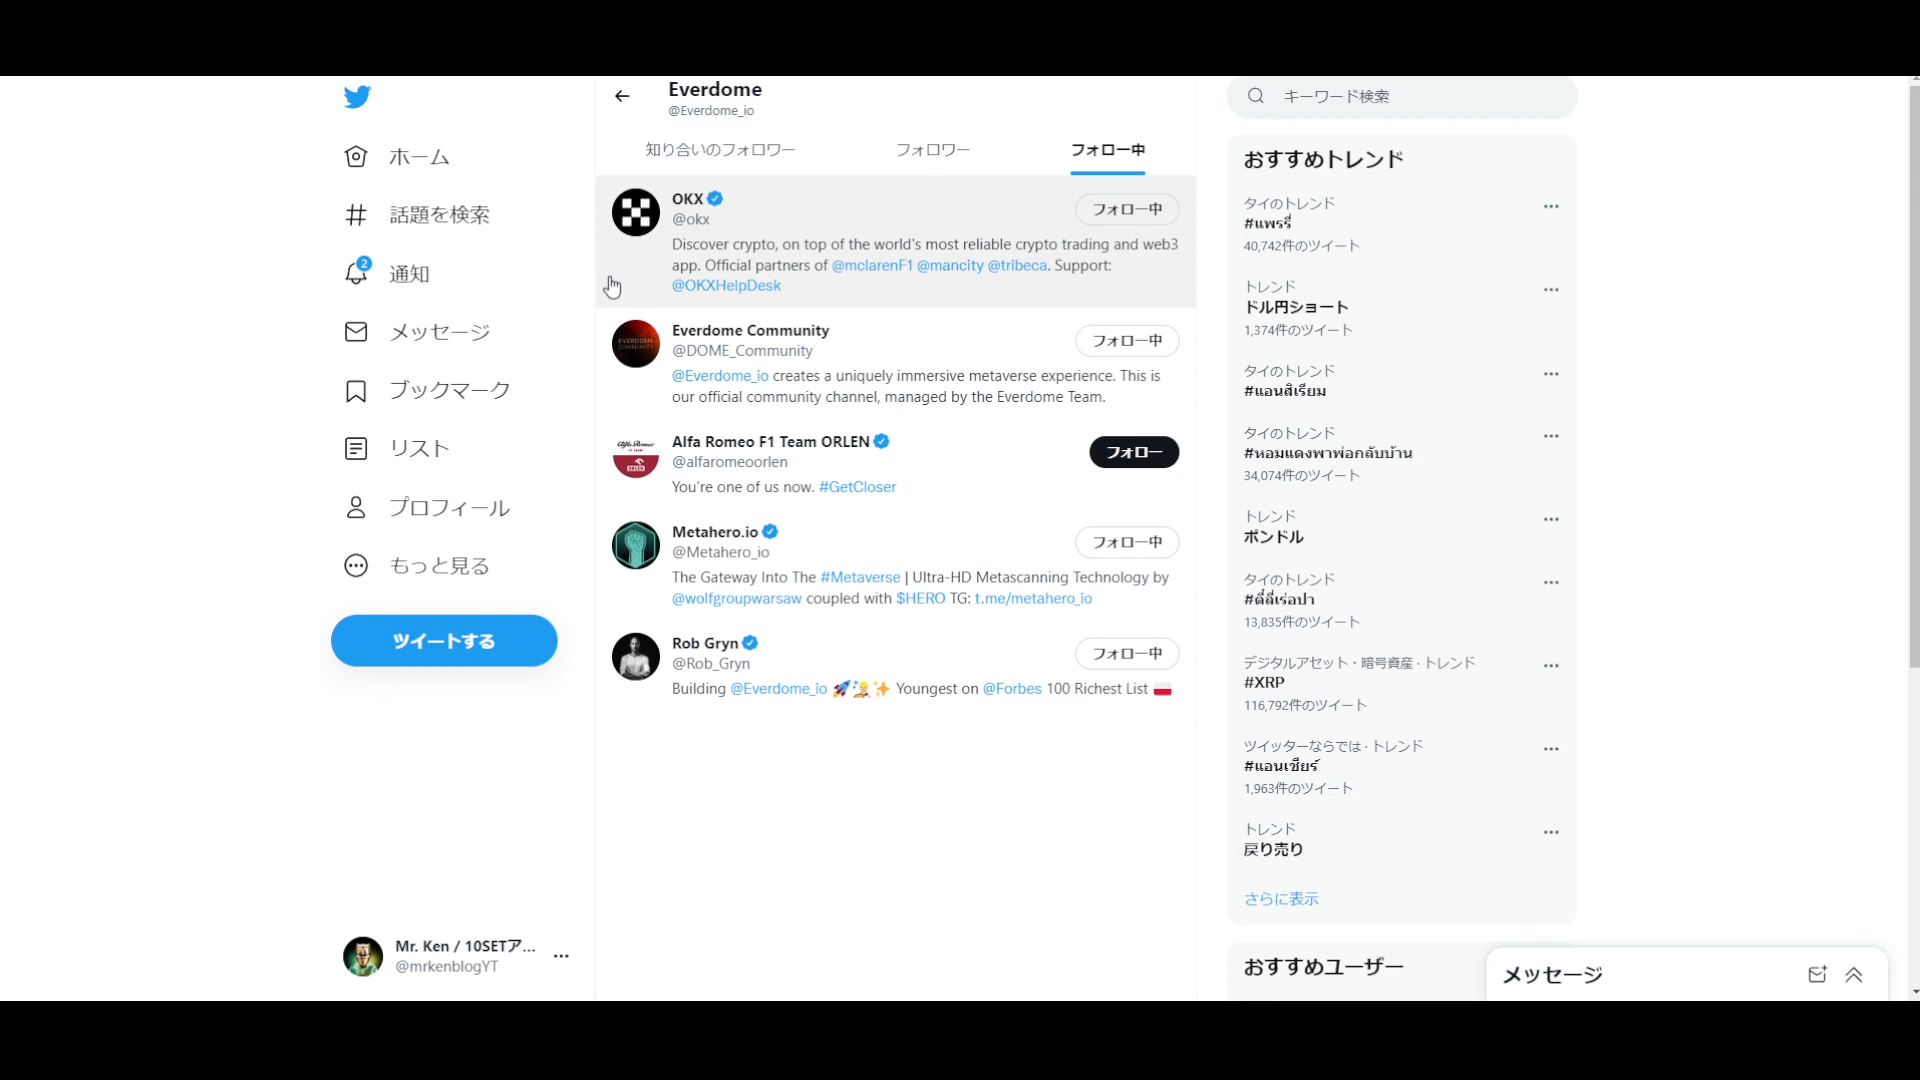 ホーム
話題を検索
2
通知
メッセージ
ブックマーク
リスト
プロフィール
もっと見る
ツイートする
Mr. Ken / 10SETア...
@mrkenblogYT
Everdome
@Everdome_io
知り合いのフォロワー
フォロワー
フォロー中
OKX
@okx
フォロー中
Discover crypto, on top of the world's most reliable crypto trading and web3
app. Official partners of @mclarenF1 @mancity @tribeca. Support:
@OKXHelpDesk
EVERDOME
COMMUNITY
Everdome Community
@DOME_Community
フォロー中
@Everdome_io creates a uniquely immersive metaverse experience. This is
our official community channel, managed by the Everdome Team.
Alfa Romeo F1 Team ORLEN
@alfaromeoorlen
フォロー
You're one of us now. #GetCloser
Metahero.io
@Metahero_io
フォロー中
The Gateway Into The #Metaverse | Ultra-HD Metascanning Technology by
@wolfgroupwarsaw coupled with $HERO TG: t.me/metahero_io
Rob Gryn
@Rob_Gryn
フォロー中
Building @Everdome_io 🚀✨ Youngest on @Forbes 100 Richest List 🇵🇱
キーワード検索
おすすめトレンド
タイのトレンド
#แพรรี่
40,742件のツイート
トレンド
ドル円ショート
1,374件のツイート
タイのトレンド
#แอนสิเรียม
タイのトレンド
#หอมแดงพาพ่อกลับบ้าน
34,074件のツイート
トレンド
ポンドル
タイのトレンド
13,835件のツイート
デジタルアセット・暗号資産 · トレンド
#XRP
116,792件のツイート
ツイッターならでは · トレンド
#แอนเชียร์
1,963件のツイート
トレンド
戻り売り
さらに表示
おすすめユーザー
メッセージ